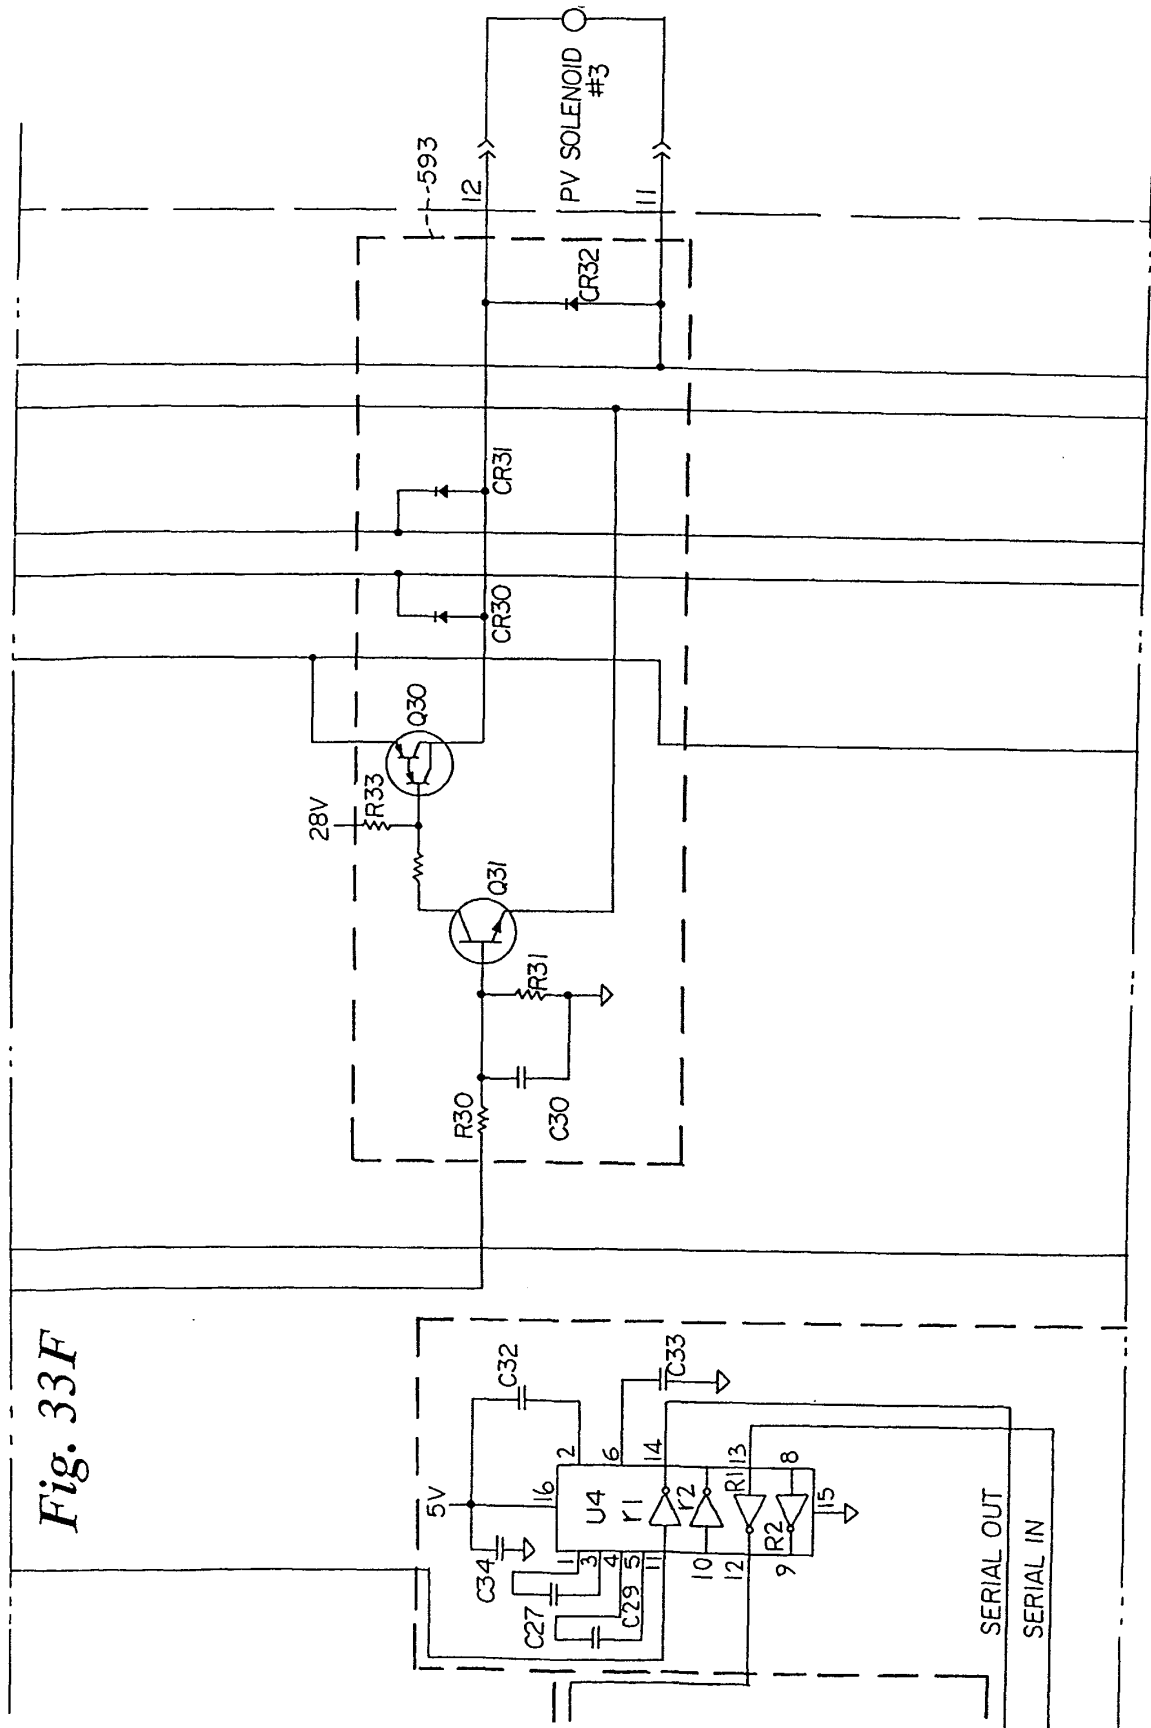 Fig. 33F
5V
C32
C34
16
2
U4
1
3
4
5
11
C27
C29
r1
r2
6
C33
14
10
12
R1
13
R2
9
8
15
SERIAL OUT
SERIAL IN
R30
C30
R31
Q31
28V
R33
Q30
CR30
CR31
CR32
593
12
11
PV SOLENOID
#3